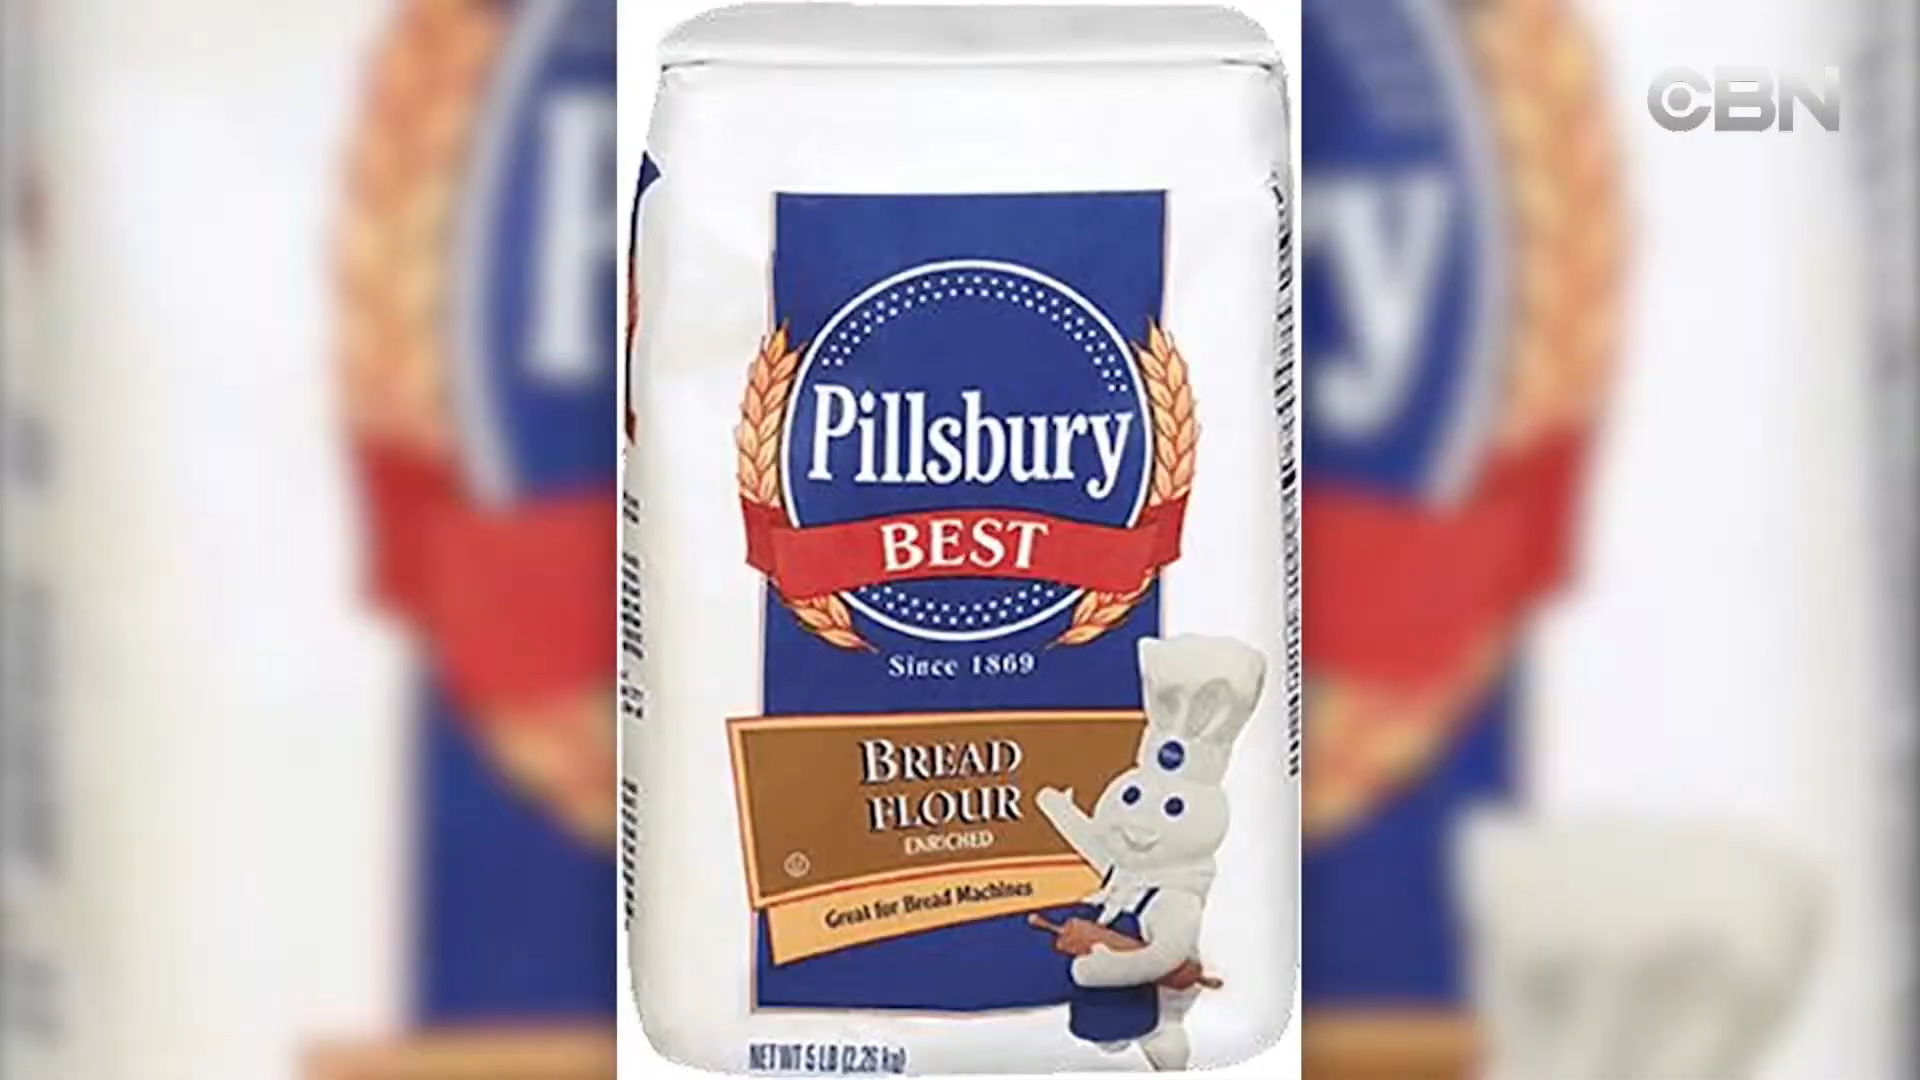 CBN
Pillsbury
BEST
Since 1869
BREAD
FLOUR
ENRICHED
Great for Bread Machines
NET WT 5 LB (2.26 kg)